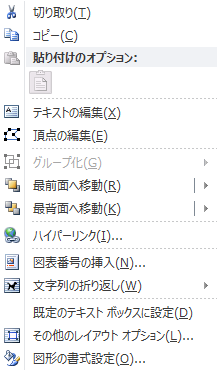 切り取り(T)
コピー(C)
貼り付けのオプション:
テキストの編集(X)
頂点の編集(E)
グループ化(G)
最前面へ移動(R)
最背面へ移動(K)
ハイパーリンク(I)...
図表番号の挿入(N)...
文字列の折り返し(W)
既定のテキスト ボックスに設定(D)
その他のレイアウト オプション(L)...
図形の書式設定(O)...